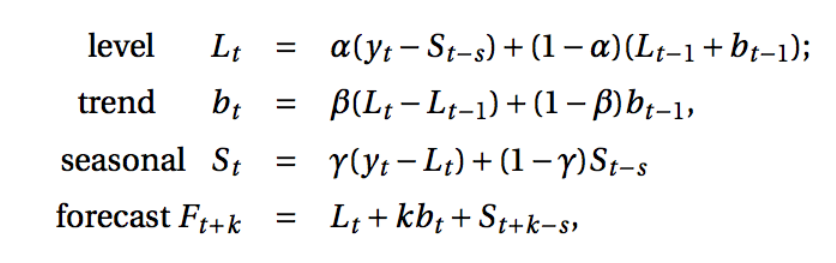 level L_t = α(y_t − S_{t−s}) + (1 − α)(L_{t−1} + b_{t−1});
trend b_t = β(L_t − L_{t−1}) + (1 − β)b_{t−1},
seasonal S_t = γ(y_t − L_t) + (1 − γ)S_{t−s}
forecast F_{t+k} = L_t + kb_t + S_{t+k−s},